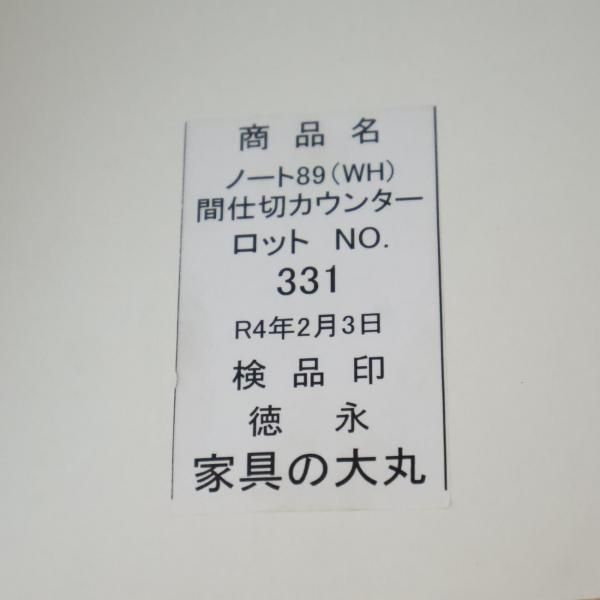 商 品 名
ノート89(WH)
間仕切カウンター
ロット NO.
331
R4年2月3日
検 品 印
徳 永
家具の大丸